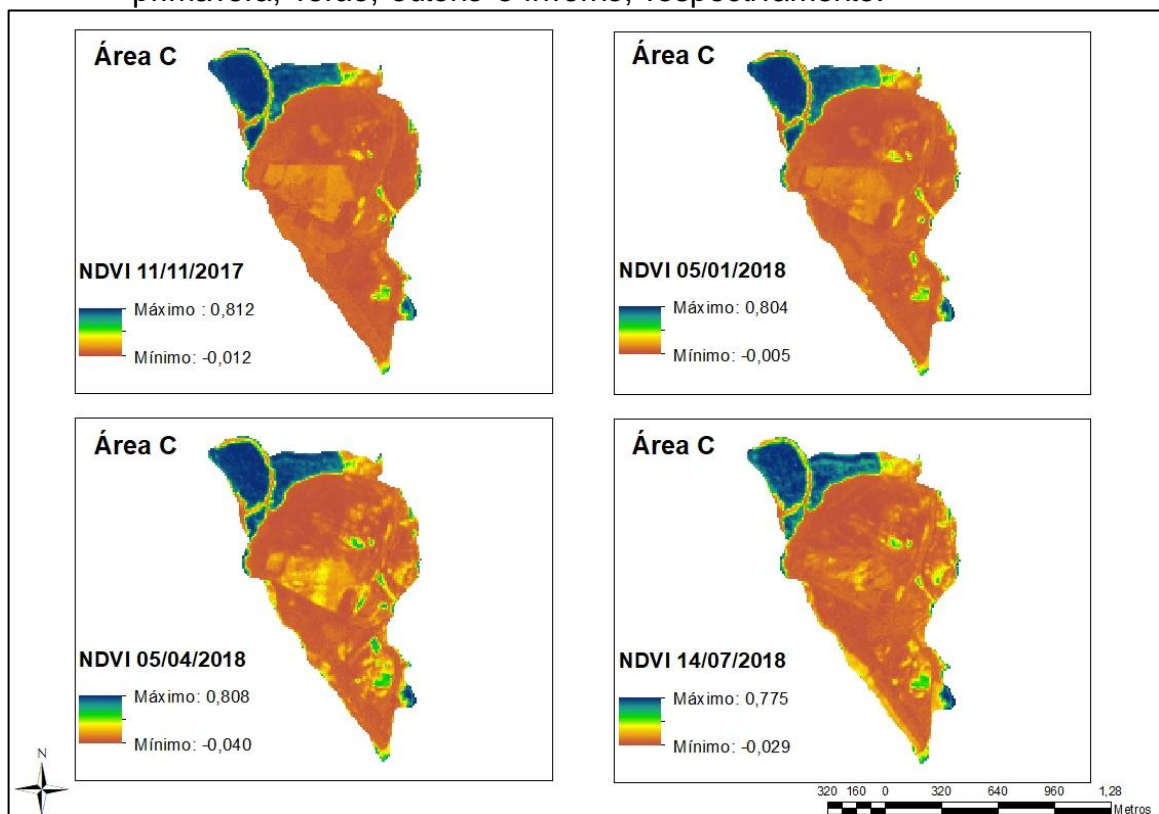 primavera, verão, outono e inverno, respectivamente.
Área C
NDVI 11/11/2017
Máximo : 0,812
Mínimo: -0,012
Área C
NDVI 05/01/2018
Máximo: 0,804
Mínimo: -0,005
Área C
NDVI 05/04/2018
Máximo: 0,808
Mínimo: -0,040
Área C
NDVI 14/07/2018
Máximo: 0,775
Mínimo: -0,029
N
320 160 0 320 640 960 1,28
Metros